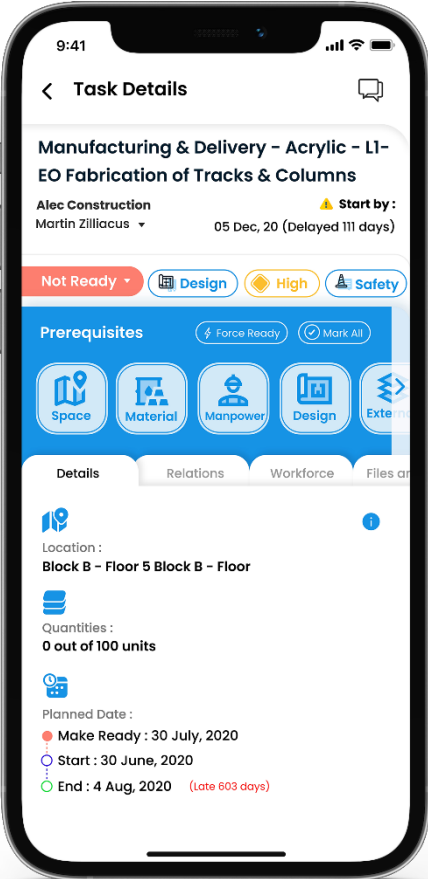 9:41
Task Details
Manufacturing & Delivery - Acrylic - L1-
EO Fabrication of Tracks & Columns
Alec Construction
Start by :
Martin Zilliacus
05 Dec, 20 (Delayed 111 days)
Not Ready
Design
High
Safety
Prerequisites
Force Ready
Mark All
Space
Material
Manpower
Design
Extern
Details
Relations
Workforce
Files ar
Location :
Block B - Floor 5 Block B - Floor
Quantities :
0 out of 100 units
Planned Date :
Make Ready : 30 July, 2020
Start : 30 June, 2020
End : 4 Aug, 2020 (Late 603 days)